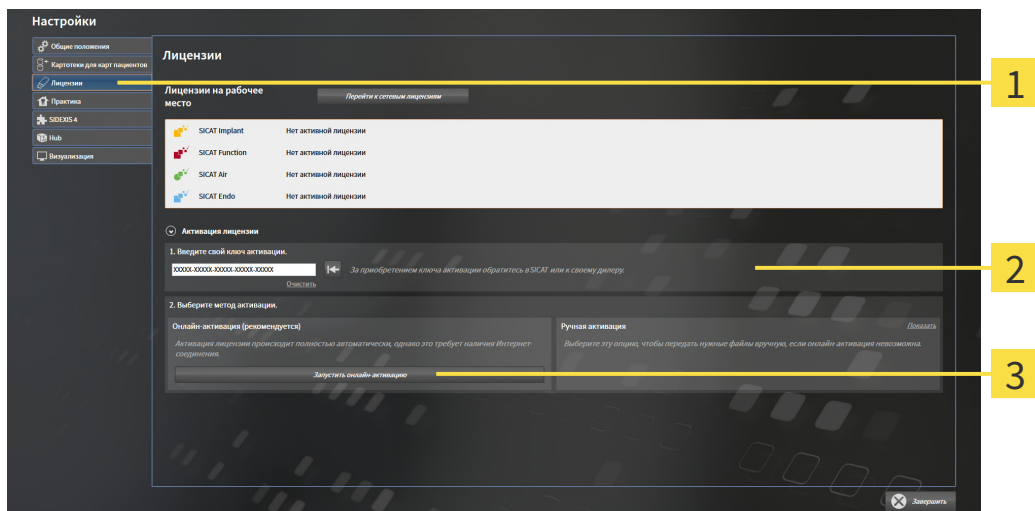 Настройки
Общие положения
Картотеки для карт пациентов
Лицензии
Практика
SIDEXIS 4
Hub
Визуализация
Лицензии
Лицензии на рабочее
место
Перейти к сетевым лицензиям
SICAT Implant Нет активной лицензии
SICAT Function Нет активной лицензии
SICAT Air Нет активной лицензии
SICAT Endo Нет активной лицензии
Активация лицензии
1. Введите свой ключ активации.
XXXXX-XXXXX-XXXXX-XXXXX-XXXXX
За приобретением ключа активации обратитесь в SICAT или к своему дилеру.
Очистить
2. Выберите метод активации.
Онлайн-активация (рекомендуется)
Активация лицензии происходит полностью автоматически, однако это требует наличия Интернет-
соединения.
Запустить онлайн-активацию
Ручная активация
Показать
Выберите эту опцию, чтобы передать нужные файлы вручную, если онлайн активация невозможна.
Завершить
1
2
3